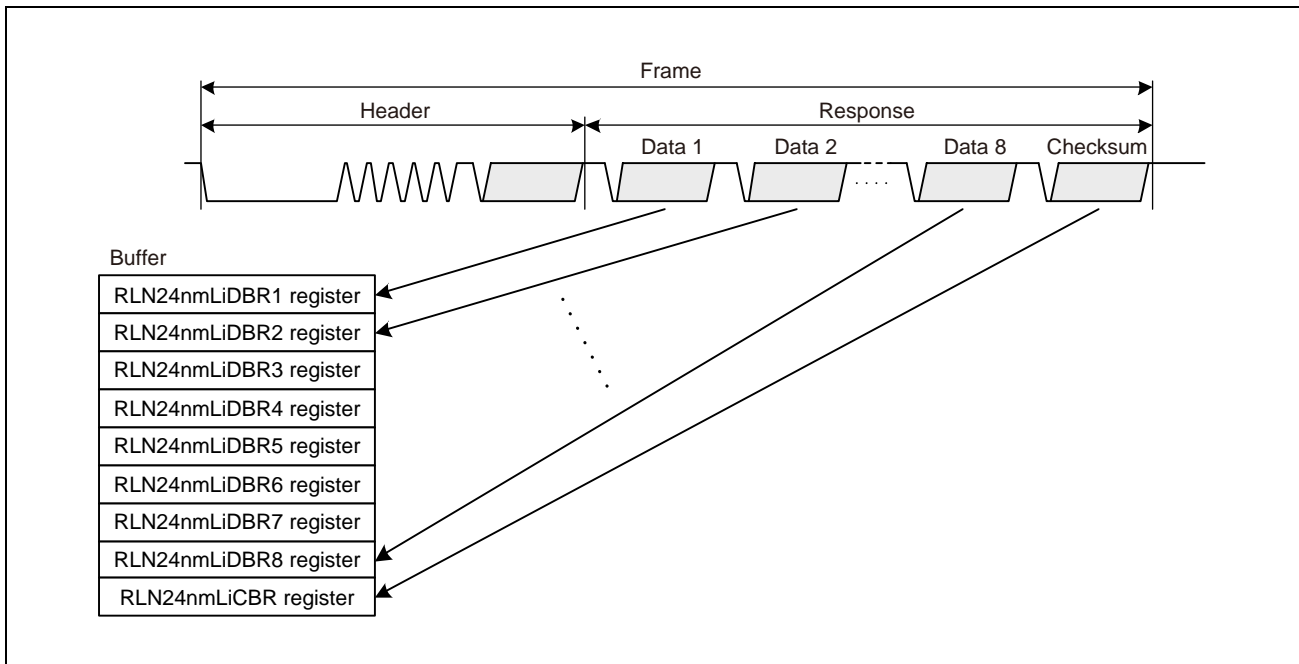 Frame
Header
Response
Data 1
Data 2
Data 8
Checksum
Buffer
RLN24nmLiDBR1 register
RLN24nmLiDBR2 register
RLN24nmLiDBR3 register
RLN24nmLiDBR4 register
RLN24nmLiDBR5 register
RLN24nmLiDBR6 register
RLN24nmLiDBR7 register
RLN24nmLiDBR8 register
RLN24nmLiCBR register